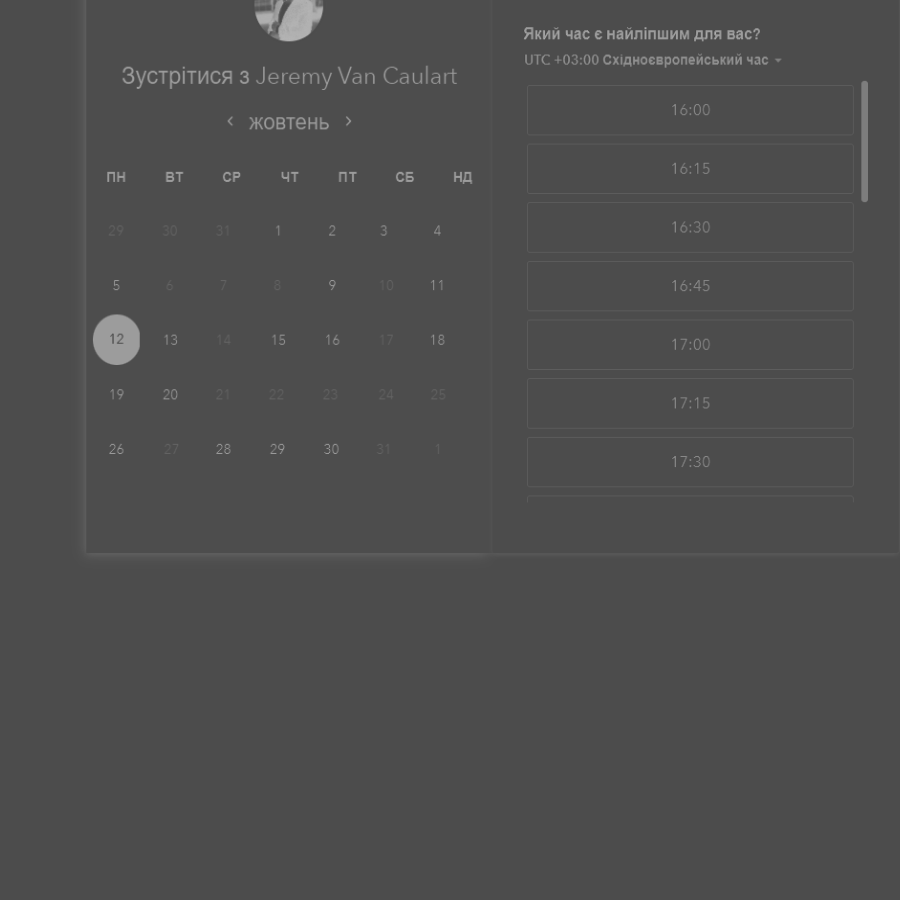 Зустрітися з Jeremy Van Caulart
жовтень
ПН ВТ СР ЧТ ПТ СБ НД
29 30 31 1 2 3 4
5 6 7 8 9 10 11
12 13 14 15 16 17 18
19 20 21 22 23 24 25
26 27 28 29 30 31 1
Який час є найліпшим для вас?
UTC +03:00 Східноєвропейський час
16:00
16:15
16:30
16:45
17:00
17:15
17:30